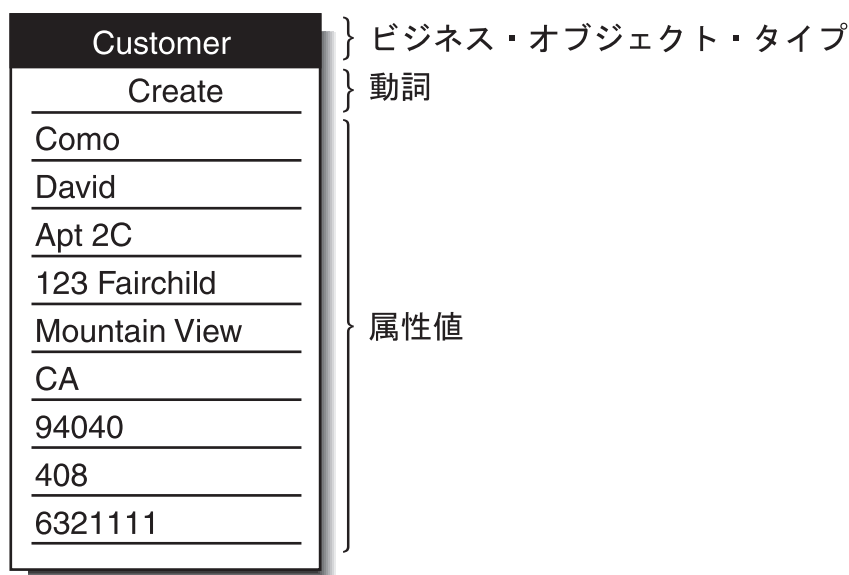 Customer
ビジネス・オブジェクト・タイプ
Create
動詞
Como
David
Apt 2C
123 Fairchild
Mountain View
属性値
CA
94040
408
6321111